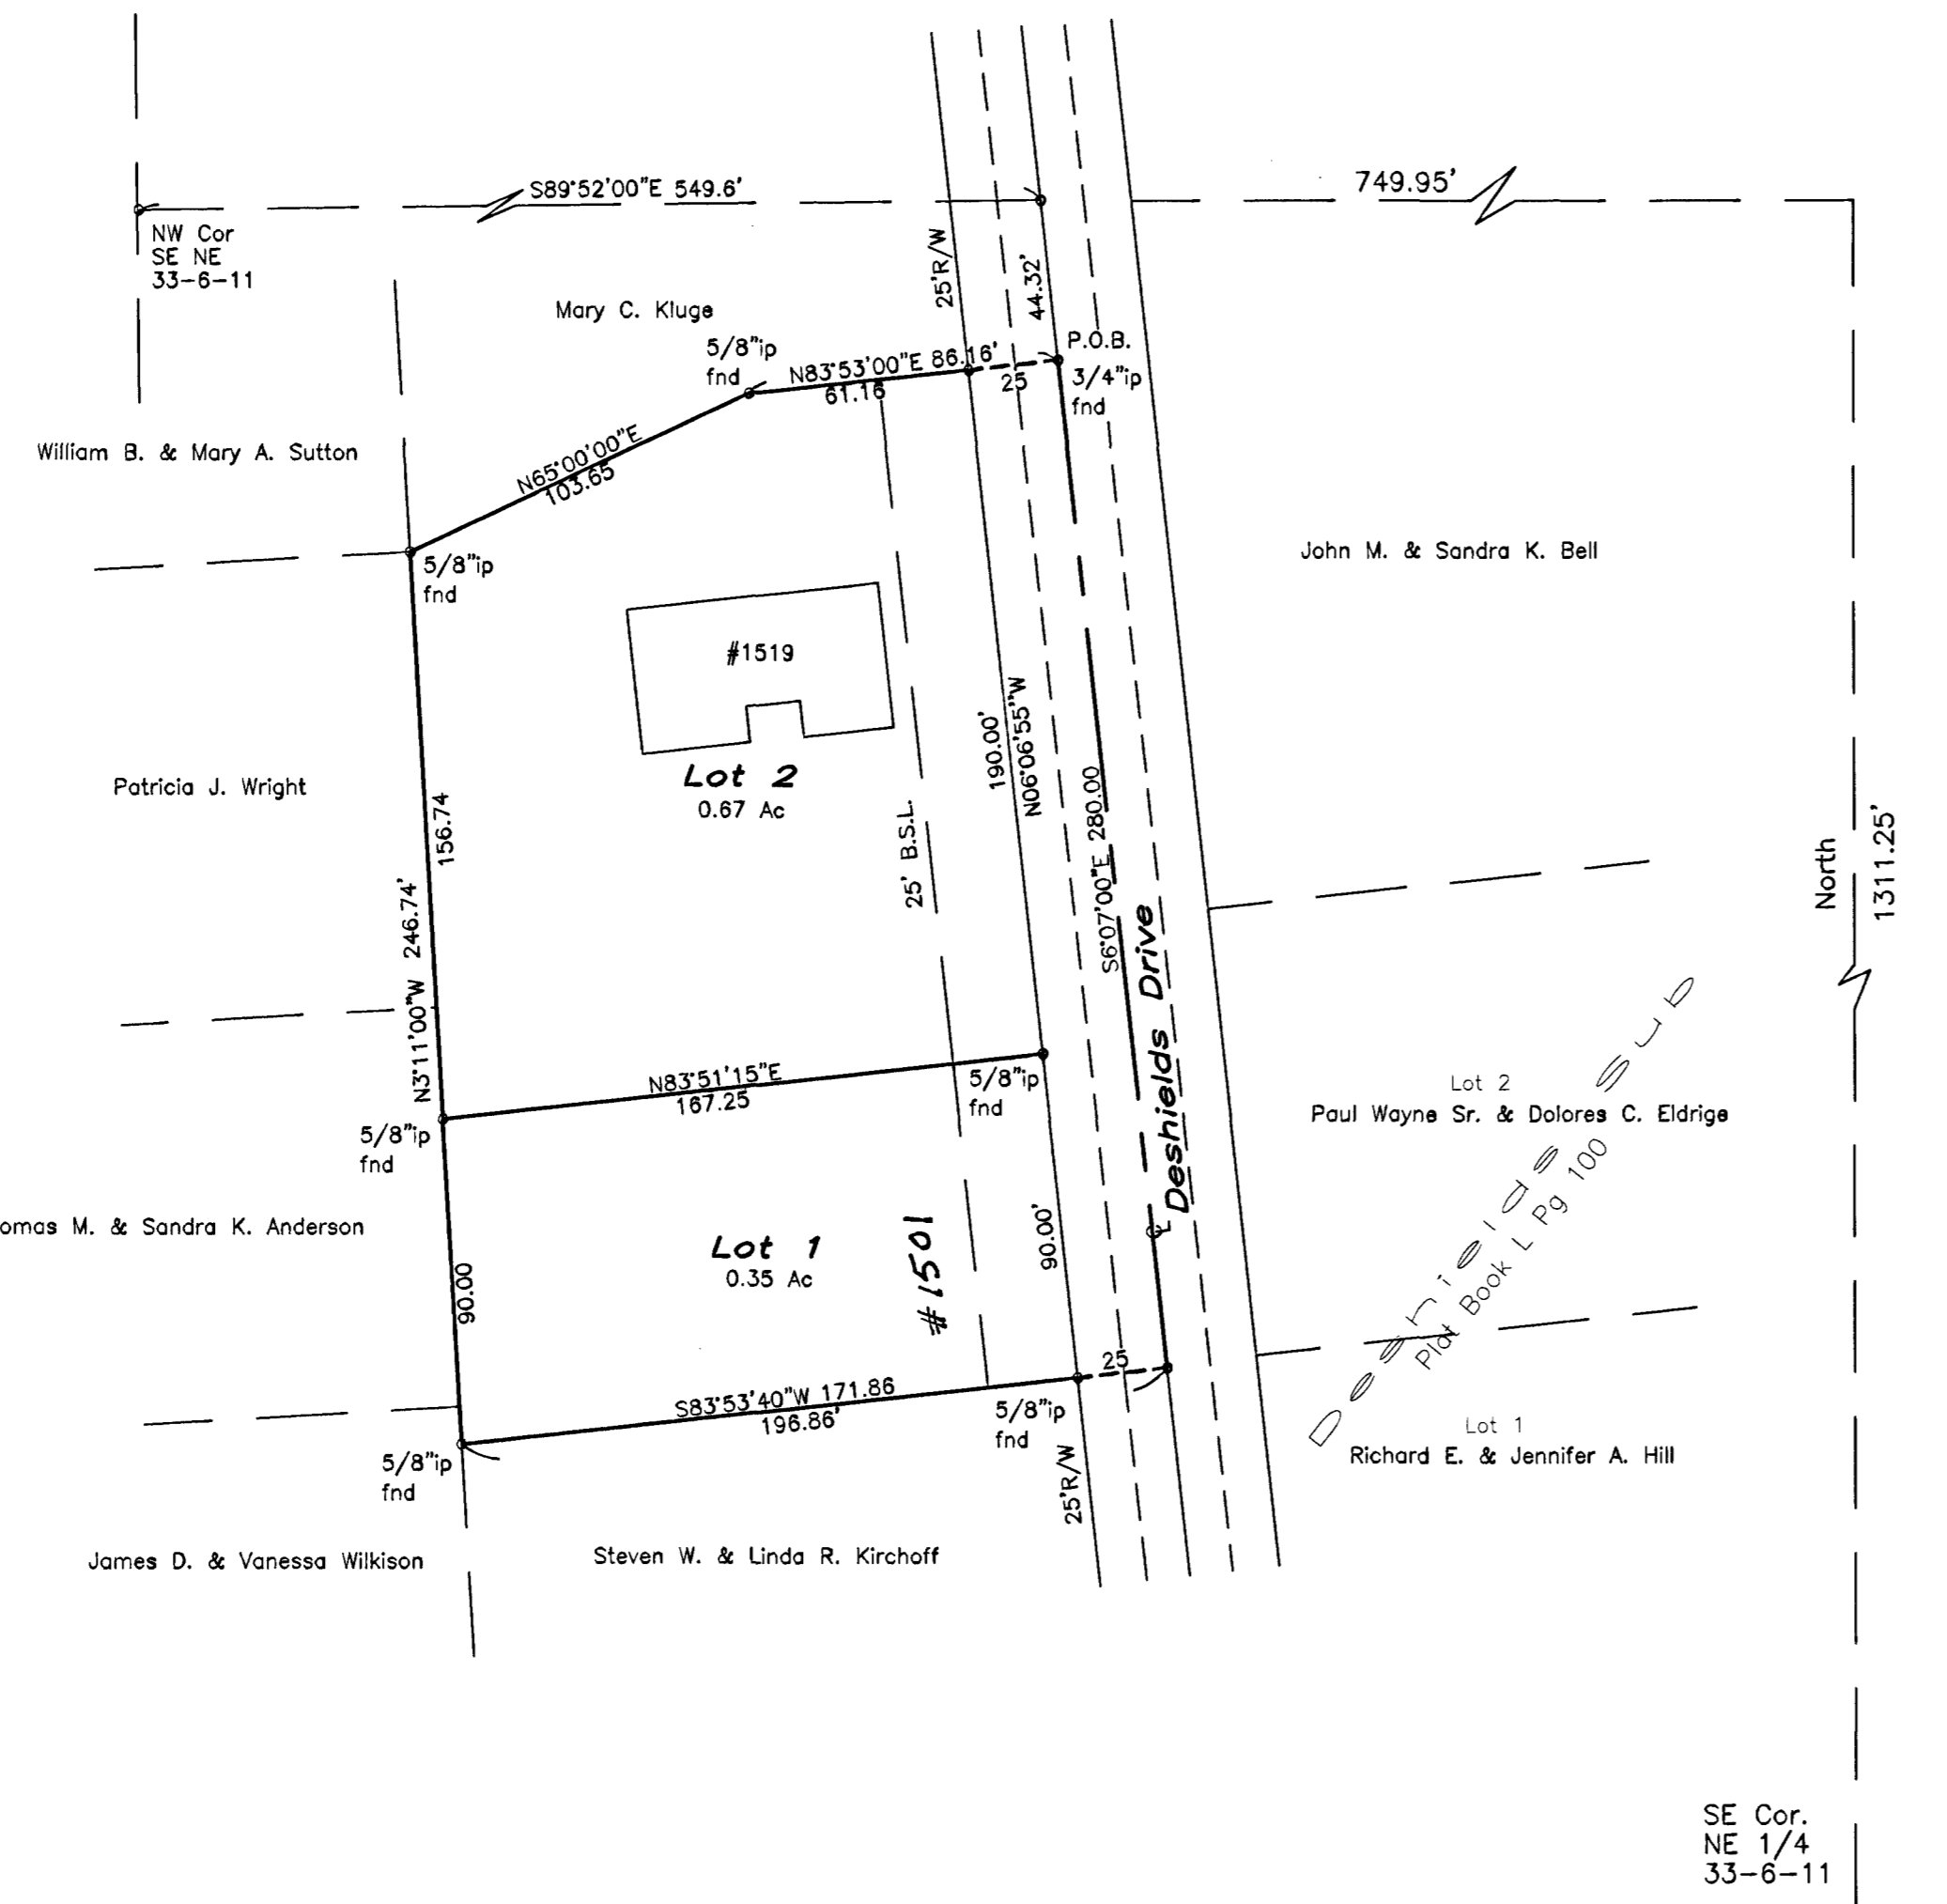 S89°52'00"E 549.6'
749.95'
NW Cor
SE NE
33-6-11
25'R/W
44.32'
Mary C. Kluge
5/8"ip
fnd
N83°53'00"E 86.16'
61.16
25
P.O.B.
3/4"ip
fnd
William B. & Mary A. Sutton
N65°00'00"E
103.65
5/8"ip
fnd
John M. & Sandra K. Bell
#1519
Lot 2
0.67 Ac
Patricia J. Wright
156.74
N3°11'00"W 246.74'
25' B.S.L.
190.00'
N06°06'55"W
S6°07'00"E 280.00
Deshields Drive
North
1311.25'
N83°51'15"E
167.25
5/8"ip
fnd
5/8"ip
fnd
Lot 2
Paul Wayne Sr. & Dolores C. Eldrige
Deshields Sub
Plat Book L Pg 100
omas M. & Sandra K. Anderson
Lot 1
0.35 Ac
#1501
90.00'
90.00
25
S83°53'40"W 171.86
196.86'
5/8"ip
fnd
5/8"ip
fnd
25'R/W
Lot 1
Richard E. & Jennifer A. Hill
James D. & Vanessa Wilkison
Steven W. & Linda R. Kirchoff
SE Cor.
NE 1/4
33-6-11